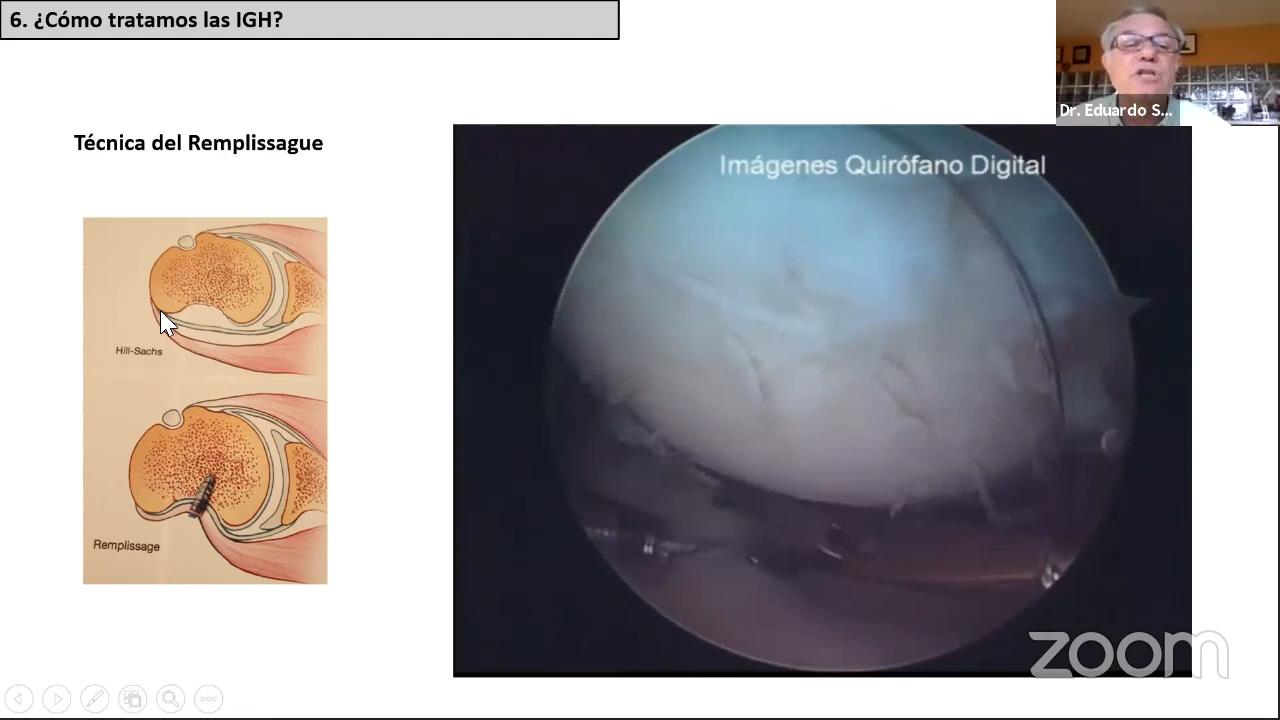 6. ¿Cómo tratamos las IGH?
Dr. Eduardo S...
Técnica del Remplissague
Imágenes Quirófano Digital
Hill-Sachs
Remplissage
zoom